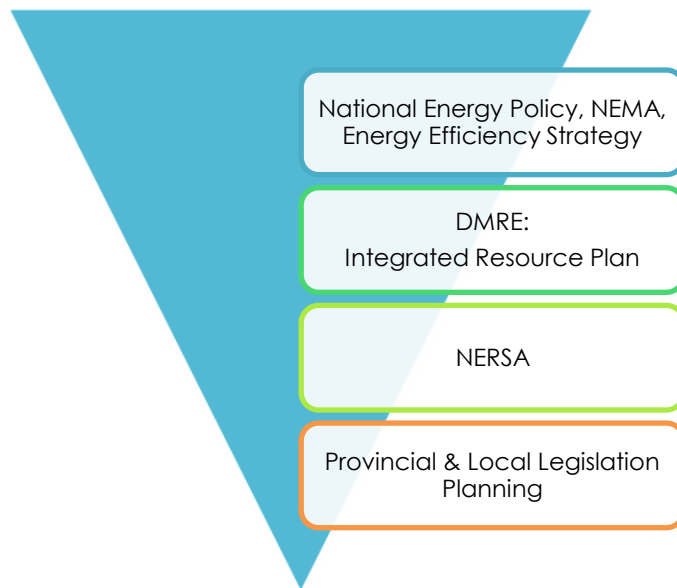 National Energy Policy, NEMA,
Energy Efficiency Strategy
DMRE:
Integrated Resource Plan
NERSA
Provincial & Local Legislation
Planning